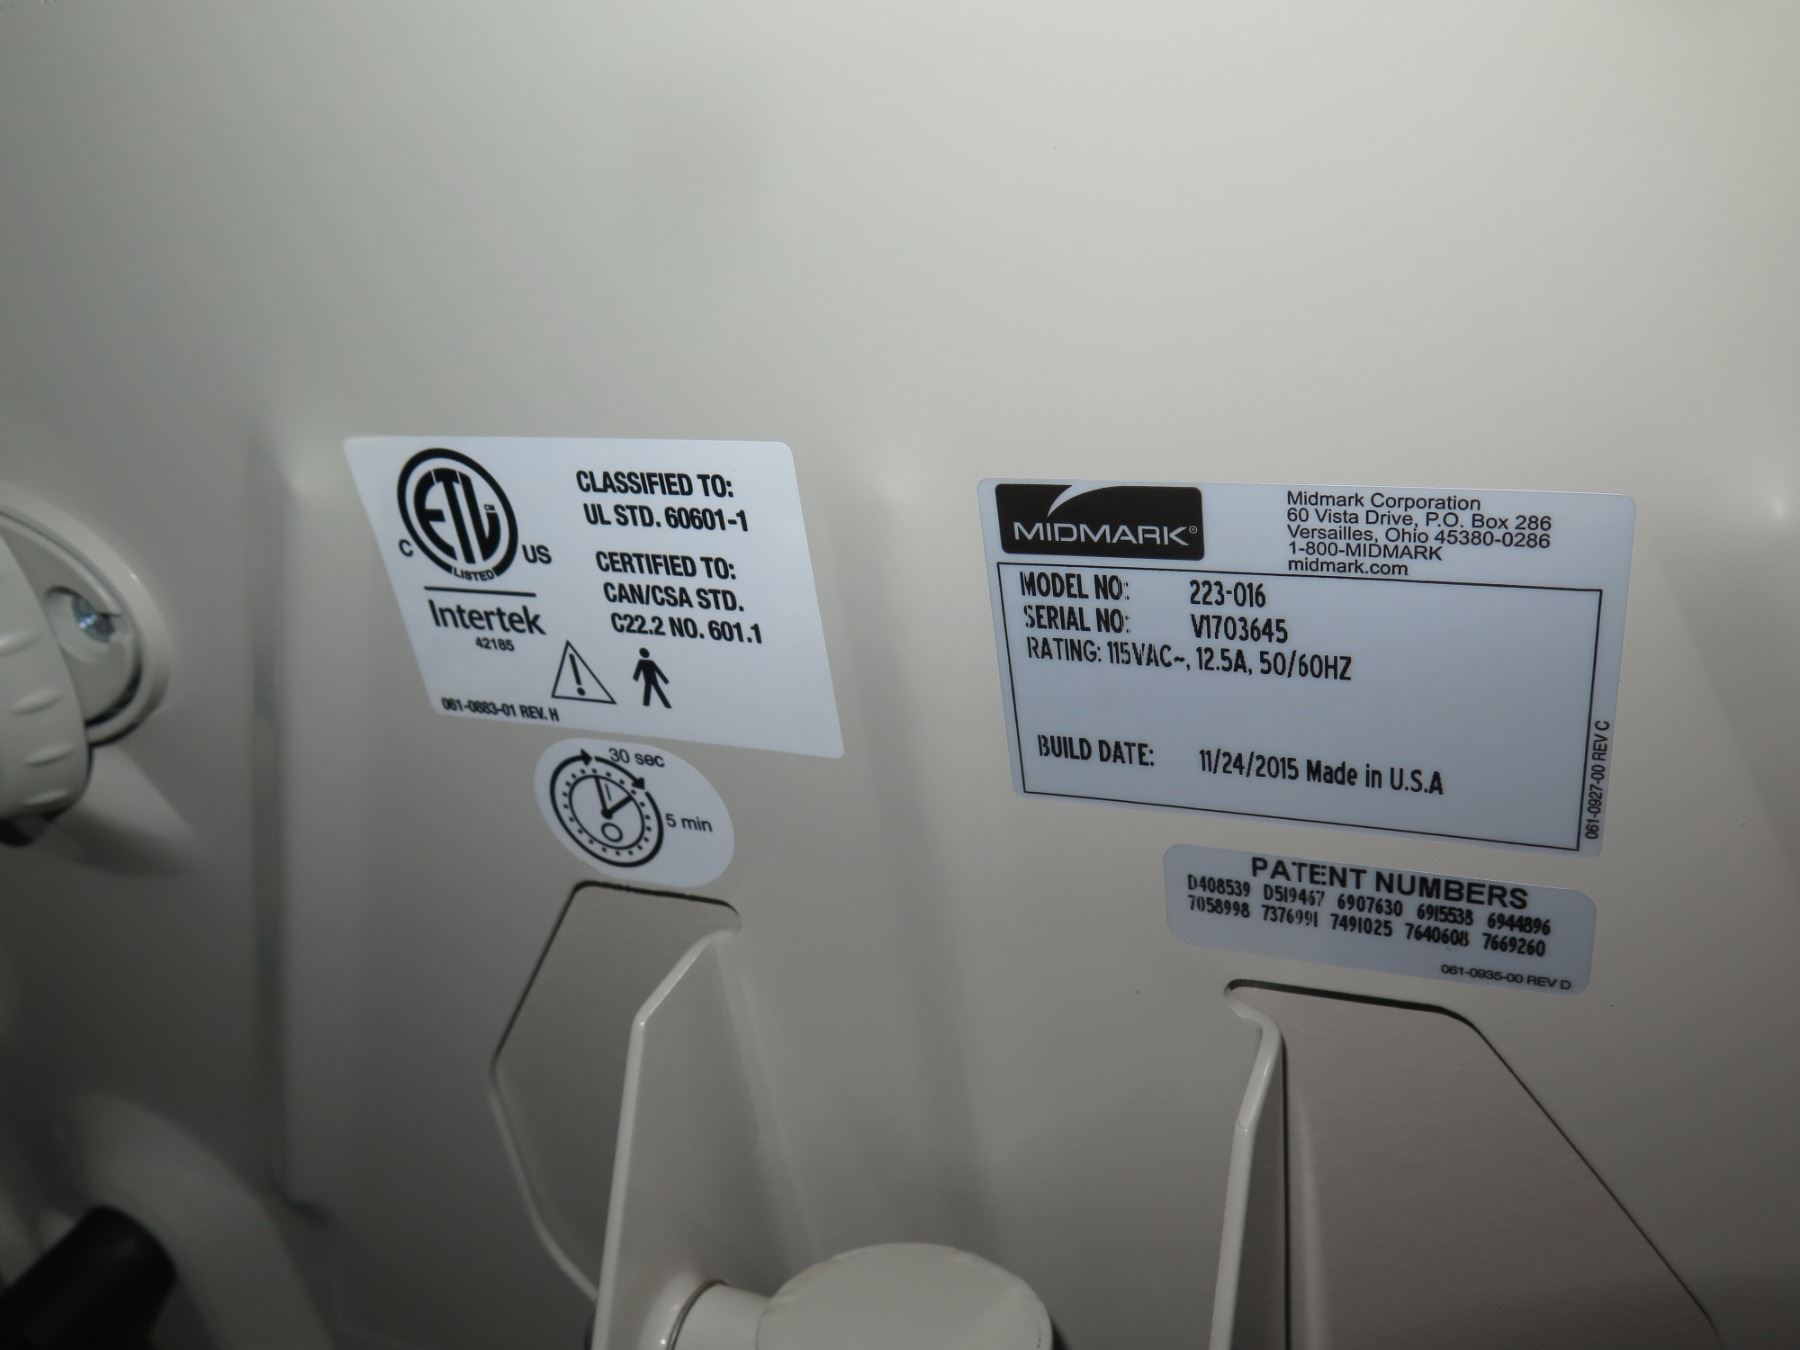 ETL CM
LISTED
C US
Intertek
42185
CLASSIFIED TO:
UL STD. 60601-1
CERTIFIED TO:
CAN/CSA STD.
C22.2 NO. 601.1
061-0883-01 REV. H
30 sec
5 min
MIDMARK®
Midmark Corporation
60 Vista Drive, P.O. Box 286
Versailles, Ohio 45380-0286
1-800-MIDMARK
midmark.com
MODEL NO: 223-016
SERIAL NO: V1703645
RATING: 115VAC~, 12.5A, 50/60HZ
BUILD DATE: 11/24/2015 Made in U.S.A
061-0927-00 REV C
PATENT NUMBERS
D408539 D519467 6907630 6915538 6944896
7058998 7376991 7491025 7640608 7669260
061-0935-00 REV D